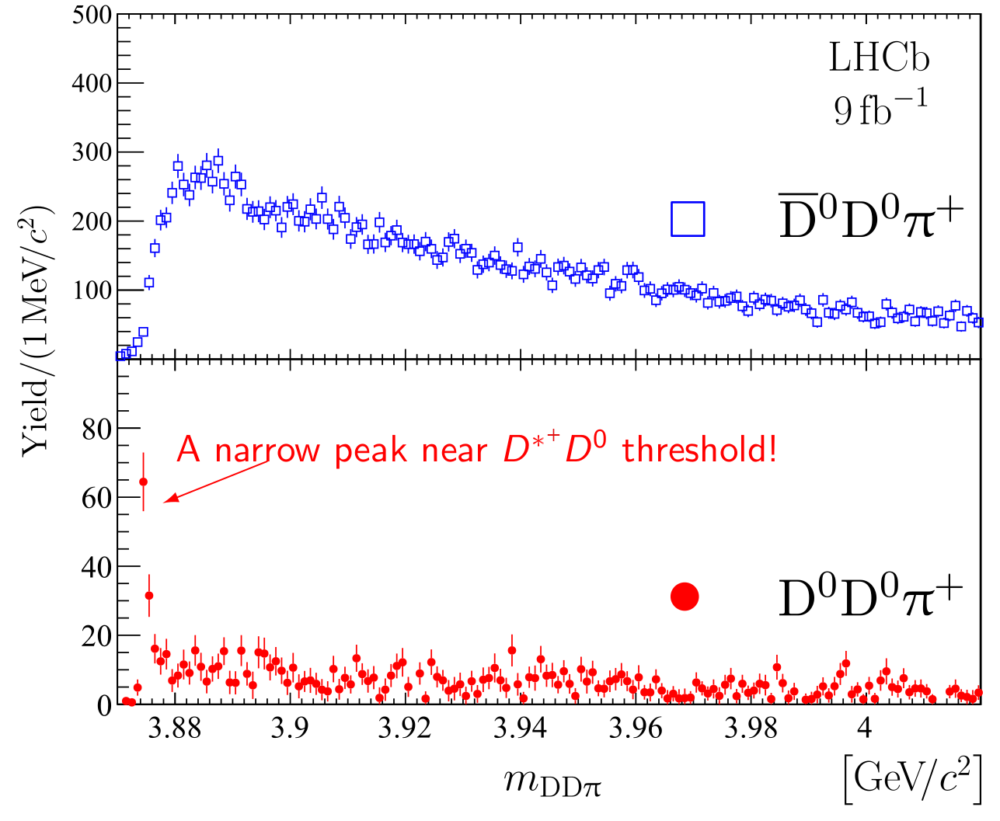 500
400
300
200
100
LHCb
9 fb⁻¹
D̅⁰D⁰π⁺
Yield/(1 MeV/c²)
80
60
40
20
0
A narrow peak near D*⁺D⁰ threshold!
D⁰D⁰π⁺
3.88 3.9 3.92 3.94 3.96 3.98 4
m_DDπ [GeV/c²]